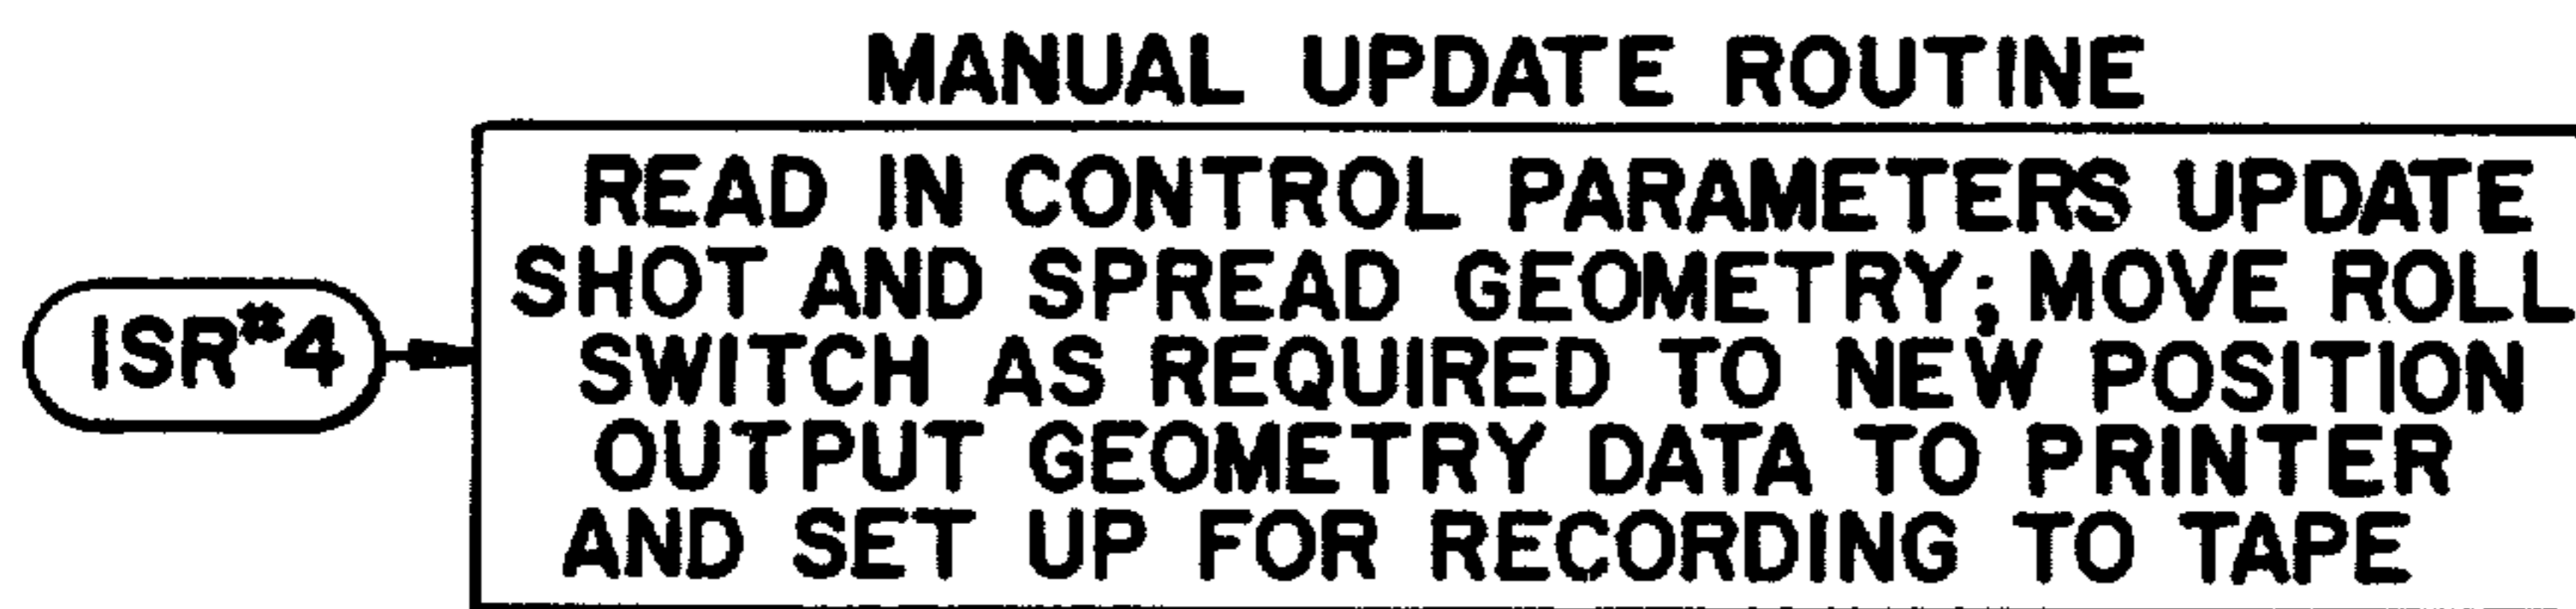 MANUAL UPDATE ROUTINE
READ IN CONTROL PARAMETERS UPDATE
SHOT AND SPREAD GEOMETRY; MOVE ROLL
ISR#4
SWITCH AS REQUIRED TO NEW POSITION
OUTPUT GEOMETRY DATA TO PRINTER
AND SET UP FOR RECORDING TO TAPE